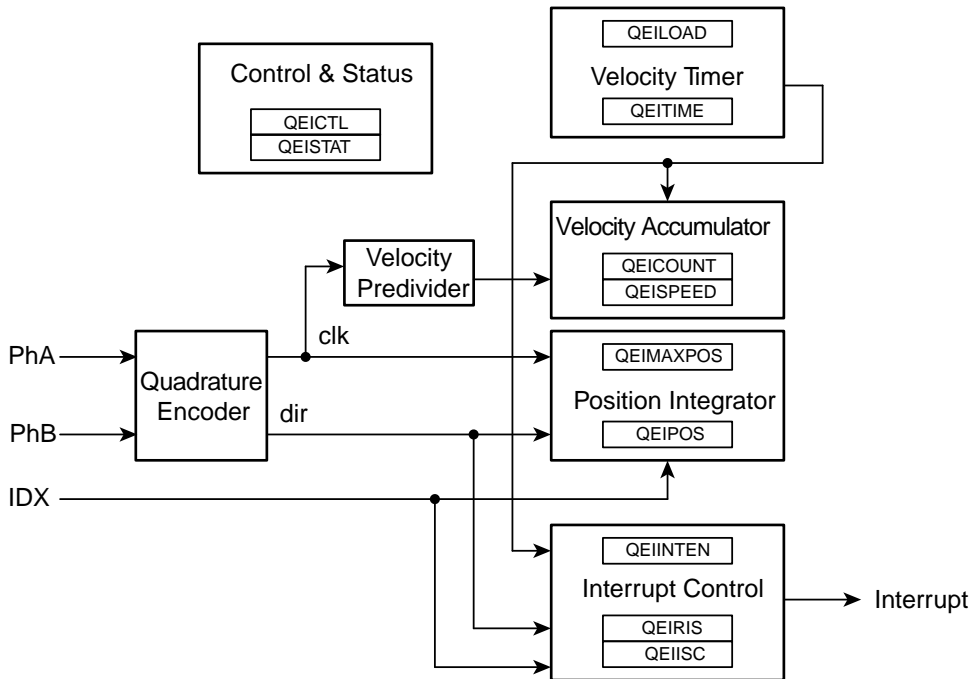 QEILOAD
Velocity Timer
QEITIME
Control & Status
QEICTL
QEISTAT
Velocity Accumulator
QEICOUNT
QEISPEED
Velocity
Predivider
clk
PhA
QEIMAXPOS
Quadrature
Encoder
Position Integrator
dir
PhB
QEIPOS
IDX
QEIINTEN
Interrupt Control
Interrupt
QEIRIS
QEIISC